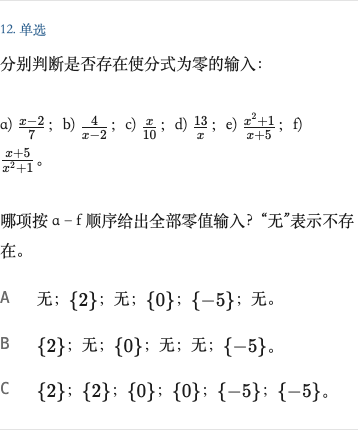 12. 单选
分别判断是否存在使分式为零的输入：
a) \frac{x-2}{7}； b) \frac{4}{x-2}； c) \frac{x}{10}； d) \frac{13}{x}； e) \frac{x^2+1}{x+5}； f)
\frac{x+5}{x^2+1}。
哪项按 a – f 顺序给出全部零值输入？“无”表示不存
在。
A 无；{2}；无；{0}；{−5}；无。
B {2}；无；{0}；无；无；{−5}。
C {2}；{2}；{0}；{0}；{−5}；{−5}。